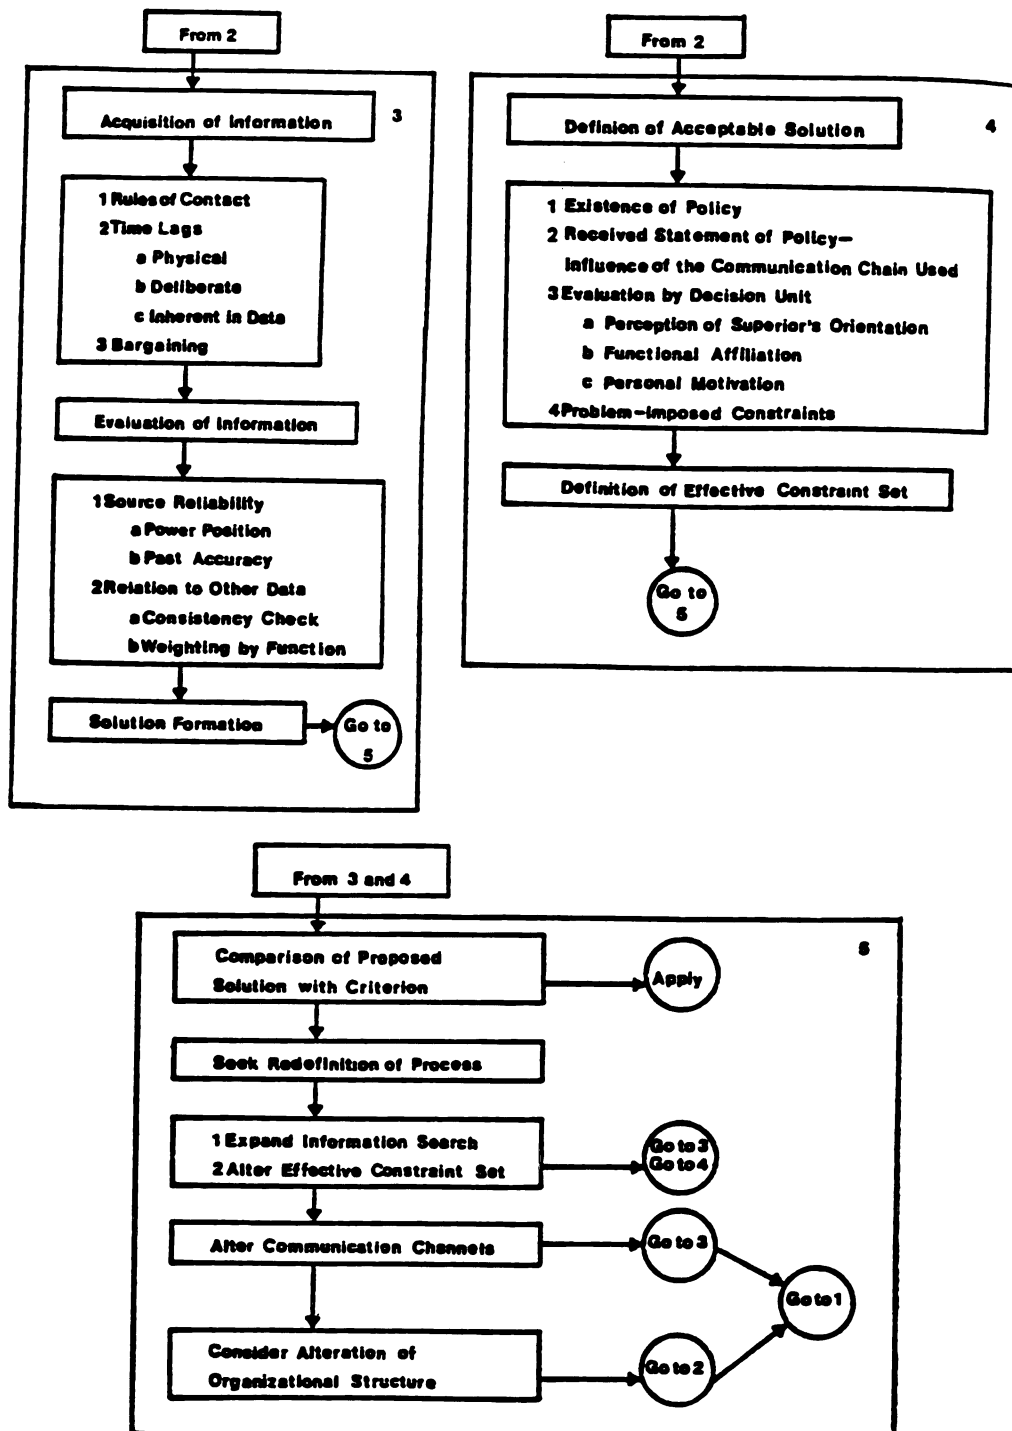 From 2
Acquisition of Information
3
1 Rules of Contact
2 Time Lags
a Physical
b Deliberate
c Inherent in Data
3 Bargaining
Evaluation of Information
1 Source Reliability
a Power Position
b Past Accuracy
2 Relation to Other Data
a Consistency Check
b Weighting by Function
Solution Formation
Go to
5
From 2
Definion of Acceptable Solution
4
1 Existence of Policy
2 Received Statement of Policy—
Influence of the Communication Chain Used
3 Evaluation by Decision Unit
a Perception of Superior's Orientation
b Functional Affiliation
c Personal Motivation
4 Problem-imposed Constraints
Definition of Effective Constraint Set
Go to
5
From 3 and 4
5
Comparison of Proposed
Solution with Criterion
Apply
Seek Redefinition of Process
1 Expand Information Search
2 Alter Effective Constraint Set
Go to 3
Go to 4
Alter Communication Channels
Go to 3
Go to 1
Consider Alteration of
Organizational Structure
Go to 2